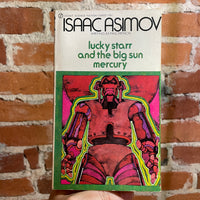 ISAAC ASIMOV
lucky starr
and the big sun
mercury